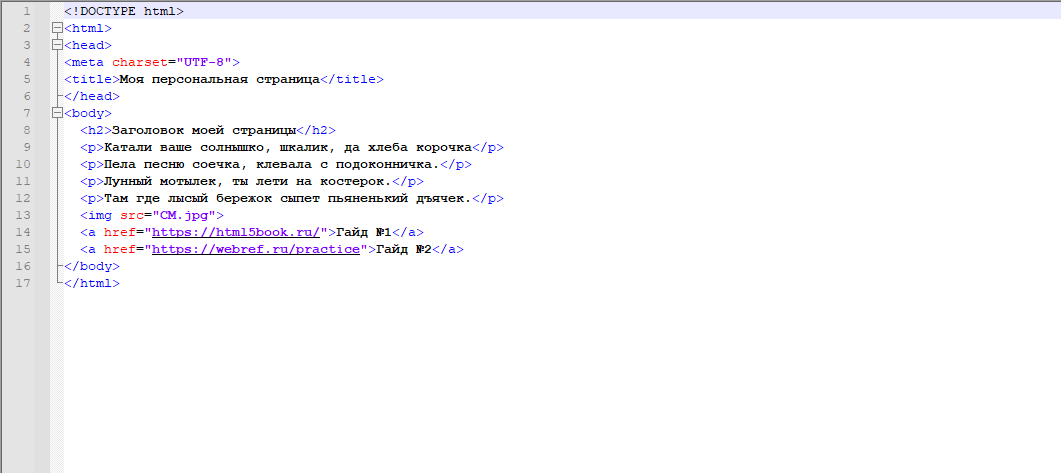 1 <!DOCTYPE html>
2 <html>
3 <head>
4 <meta charset="UTF-8">
5 <title>Моя персональная страница</title>
6 </head>
7 <body>
8 <h2>Заголовок моей страницы</h2>
9 <p>Катали ваше солнышко, шкалик, да хлеба корочка</p>
10 <p>Пела песню соечка, клевала с подоконничка.</p>
11 <p>Лунный мотылек, ты лети на костерок.</p>
12 <p>Там где лысый бережок сыпет пьяненький дъячек.</p>
13 <img src="CM.jpg">
14 <a href="https://html5book.ru/">Гайд №1</a>
15 <a href="https://webref.ru/practice">Гайд №2</a>
16 </body>
17 </html>